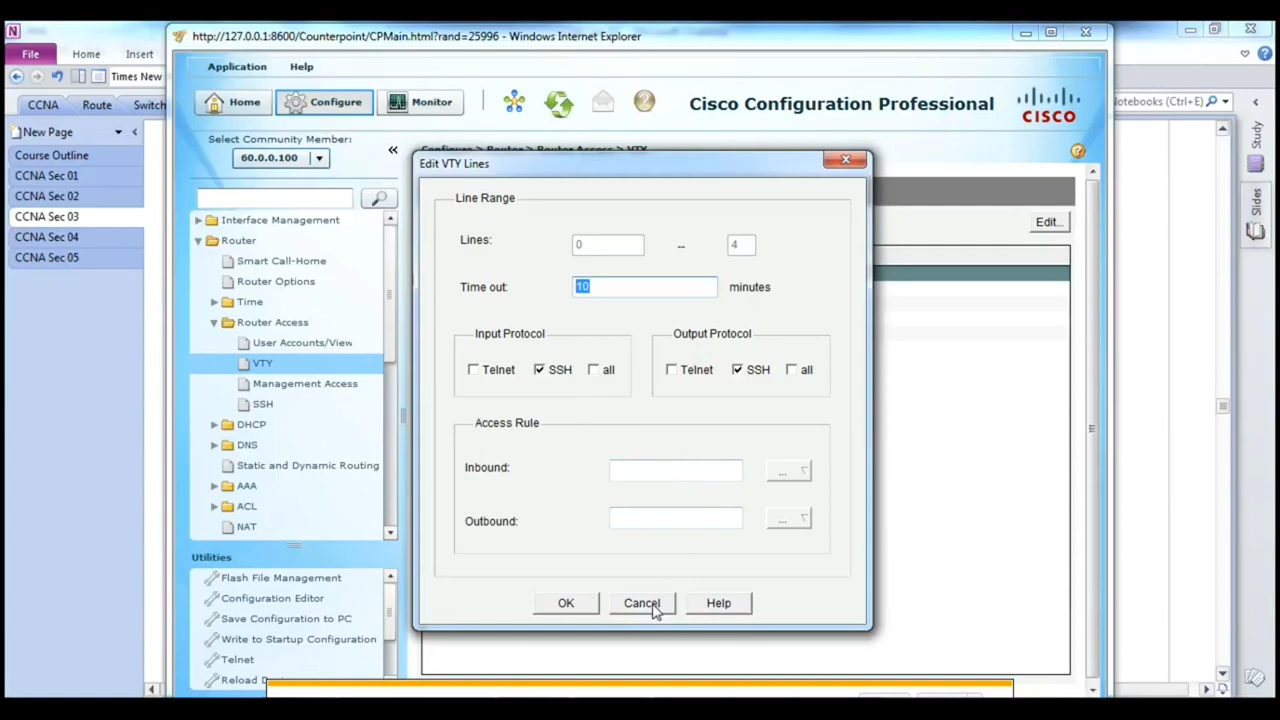 http://127.0.0.1:8600/Counterpoint/CPMain.html?rand=25996 - Windows Internet Explorer
File Home Insert
Times New
CCNA Route Switch
New Page
Course Outline
CCNA Sec 01
CCNA Sec 02
CCNA Sec 03
CCNA Sec 04
CCNA Sec 05
Application Help
Home Configure Monitor
Cisco Configuration Professional
CISCO
Select Community Member:
60.0.0.100
Configure > Router > Router Access > VTY
Interface Management
Router
Smart Call-Home
Router Options
Time
Router Access
User Accounts/View
VTY
Management Access
SSH
DHCP
DNS
Static and Dynamic Routing
AAA
ACL
NAT
Utilities
Flash File Management
Configuration Editor
Save Configuration to PC
Write to Startup Configuration
Telnet
Reload
Edit VTY Lines
Line Range
Lines: 0 -- 4
Time out: 10 minutes
Input Protocol
Telnet SSH all
Output Protocol
Telnet SSH all
Access Rule
Inbound: ...
Outbound: ...
OK Cancel Help
Edit...
Notebooks (Ctrl+E)
Study
Slides